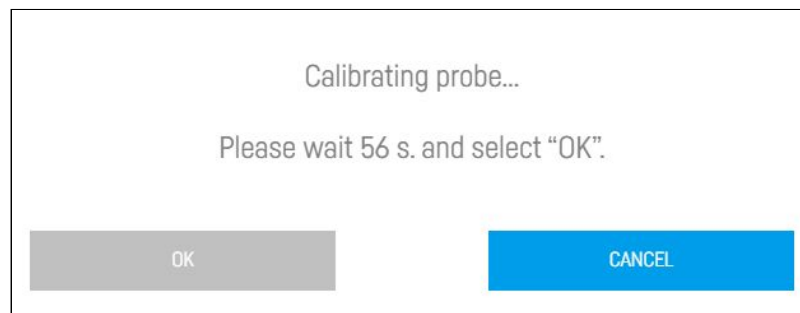 Calibrating probe...
Please wait 56 s. and select “OK”.
OK
CANCEL